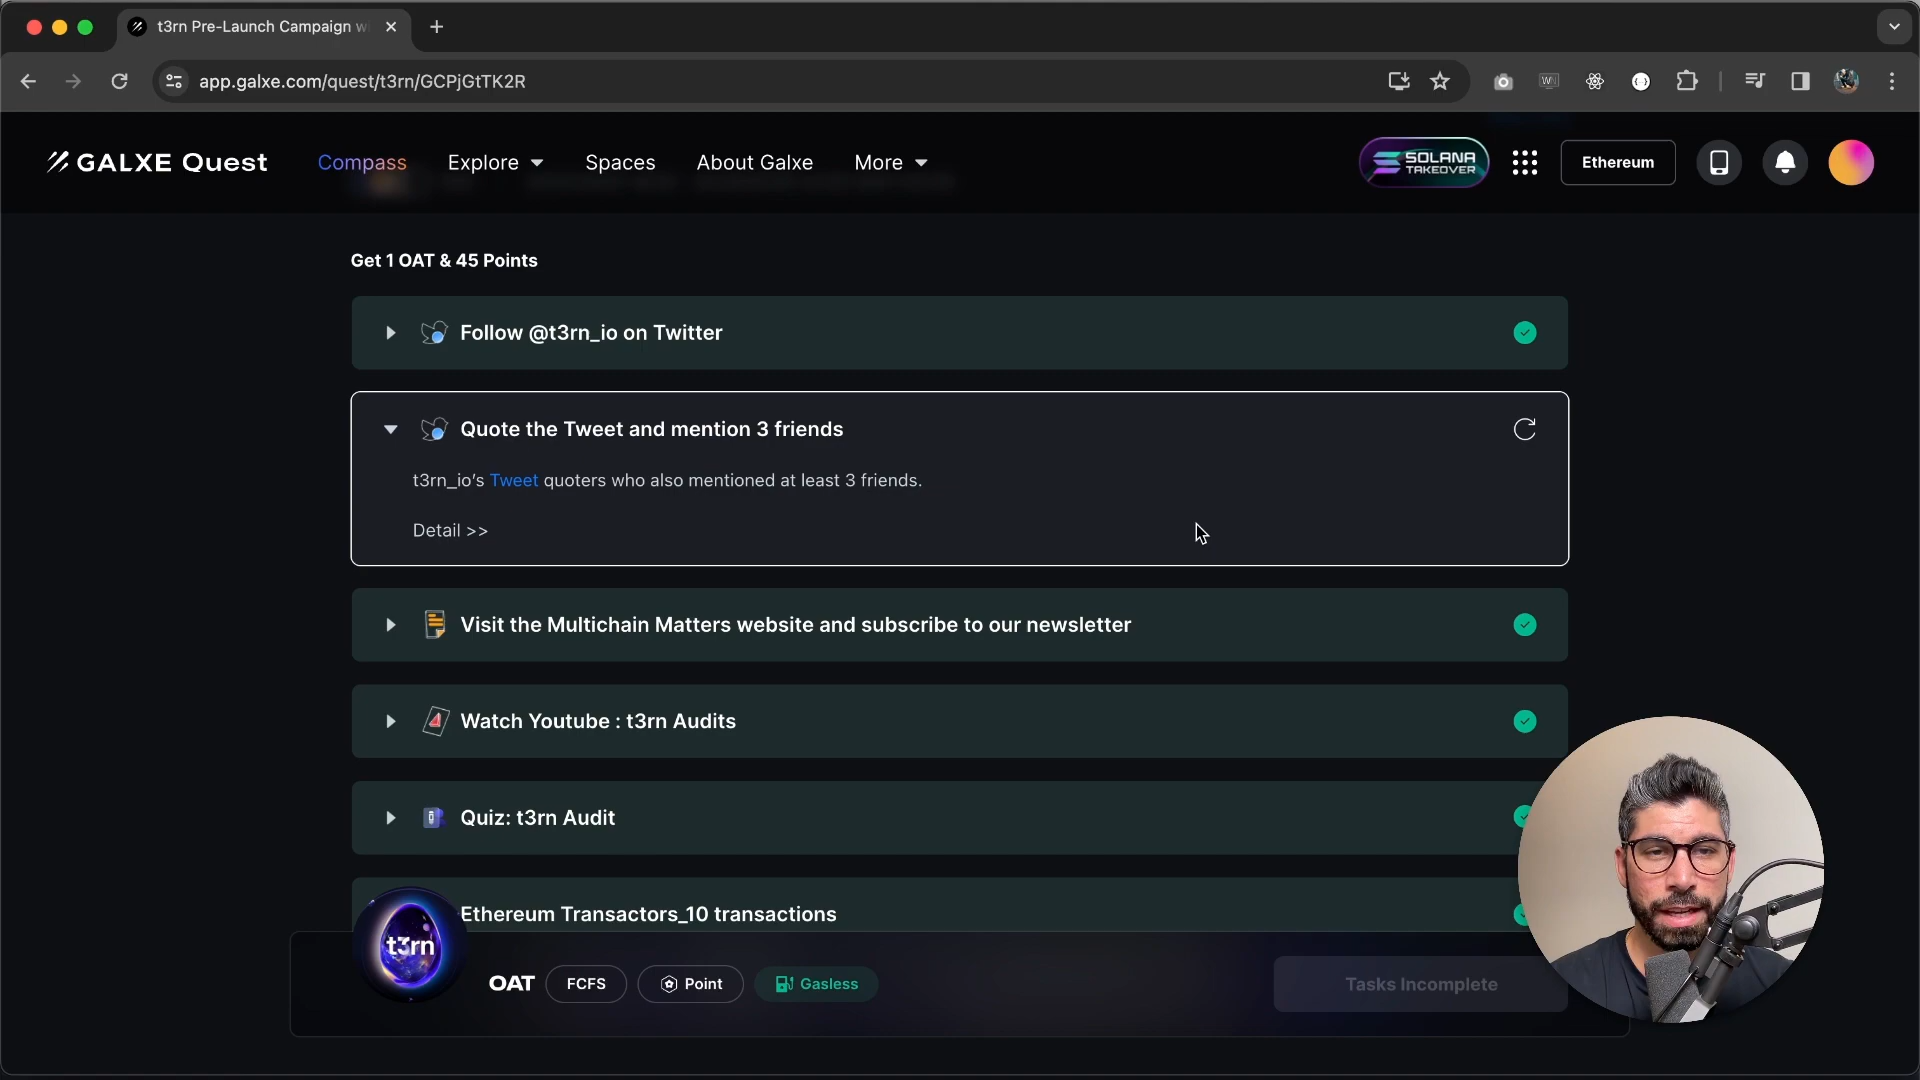 t3rn Pre-Launch Campaign w
app.galxe.com/quest/t3rn/GCPjGtTK2R
GALXE Quest
Compass
Explore
Spaces
About Galxe
More
SOLANA
TAKEOVER
Ethereum
Get 1 OAT & 45 Points
Follow @t3rn_io on Twitter
Quote the Tweet and mention 3 friends
t3rn_io's Tweet quoters who also mentioned at least 3 friends.
Detail >>
Visit the Multichain Matters website and subscribe to our newsletter
Watch Youtube : t3rn Audits
Quiz: t3rn Audit
Ethereum Transactors_10 transactions
t3rn
OAT
FCFS
Point
Gasless
Tasks Incomplete